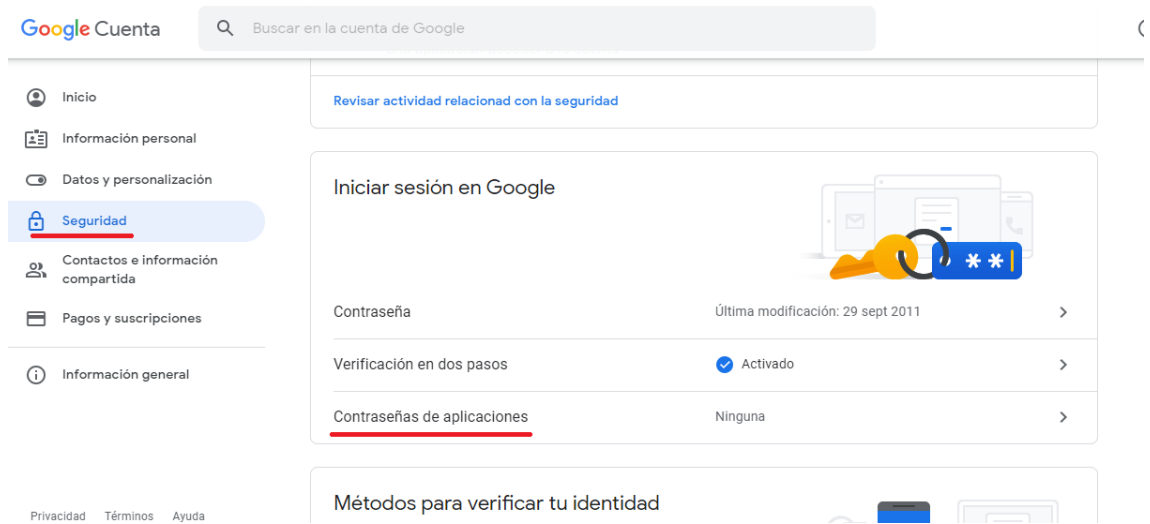 Google Cuenta
Buscar en la cuenta de Google
Inicio
Información personal
Datos y personalización
Seguridad
Contactos e información
compartida
Pagos y suscripciones
Información general
Privacidad Términos Ayuda
Revisar actividad relacionad con la seguridad
Iniciar sesión en Google
**
Contraseña Última modificación: 29 sept 2011
Verificación en dos pasos Activado
Contraseñas de aplicaciones Ninguna
Métodos para verificar tu identidad